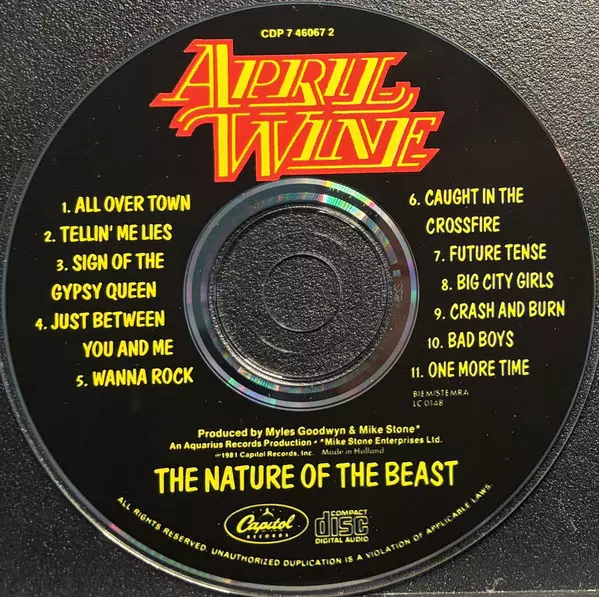 CDP 7 46067 2
APRIL
WINE
1. ALL OVER TOWN
2. TELLIN' ME LIES
3. SIGN OF THE
GYPSY QUEEN
4. JUST BETWEEN
YOU AND ME
5. WANNA ROCK
6. CAUGHT IN THE
CROSSFIRE
7. FUTURE TENSE
8. BIG CITY GIRLS
9. CRASH AND BURN
10. BAD BOYS
11. ONE MORE TIME
BIEM/STEMRA
LC 0148
Produced by Myles Goodwyn & Mike Stone*
An Aquarius Records Production • *Mike Stone Enterprises Ltd.
℗1981 Capitol Records, Inc. Made in Holland
THE NATURE OF THE BEAST
Capitol
RECORDS
COMPACT
disc
DIGITAL AUDIO
ALL RIGHTS RESERVED. UNAUTHORIZED DUPLICATION IS A VIOLATION OF APPLICABLE LAWS.